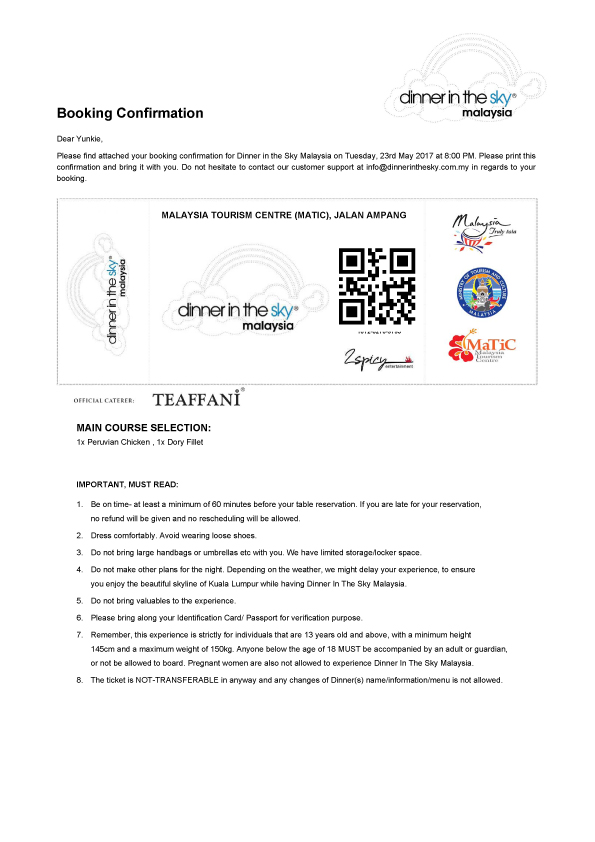 dinner in the sky®
malaysia
Booking Confirmation
Dear Yunkie,
Please find attached your booking confirmation for Dinner in the Sky Malaysia on Tuesday, 23rd May 2017 at 8:00 PM. Please print this
confirmation and bring it with you. Do not hesitate to contact our customer support at info@dinnerinthesky.com.my in regards to your
booking.
MALAYSIA TOURISM CENTRE (MATIC), JALAN AMPANG
dinner in the sky®
malaysia
dinner in the sky®
malaysia
2spicy
entertainment
Malaysia
Truly Asia
MINISTRY OF TOURISM AND CULTURE
MALAYSIA
MaTiC
Malaysia
Tourism
Centre
OFFICIAL CATERER: TEAFFANI®
MAIN COURSE SELECTION:
1x Peruvian Chicken , 1x Dory Fillet
IMPORTANT, MUST READ:
1. Be on time- at least a minimum of 60 minutes before your table reservation. If you are late for your reservation,
no refund will be given and no rescheduling will be allowed.
2. Dress comfortably. Avoid wearing loose shoes.
3. Do not bring large handbags or umbrellas etc with you. We have limited storage/locker space.
4. Do not make other plans for the night. Depending on the weather, we might delay your experience, to ensure
you enjoy the beautiful skyline of Kuala Lumpur while having Dinner In The Sky Malaysia.
5. Do not bring valuables to the experience.
6. Please bring along your Identification Card/ Passport for verification purpose.
7. Remember, this experience is strictly for individuals that are 13 years old and above, with a minimum height
145cm and a maximum weight of 150kg. Anyone below the age of 18 MUST be accompanied by an adult or guardian,
or not be allowed to board. Pregnant women are also not allowed to experience Dinner In The Sky Malaysia.
8. The ticket is NOT-TRANSFERABLE in anyway and any changes of Dinner(s) name/information/menu is not allowed.